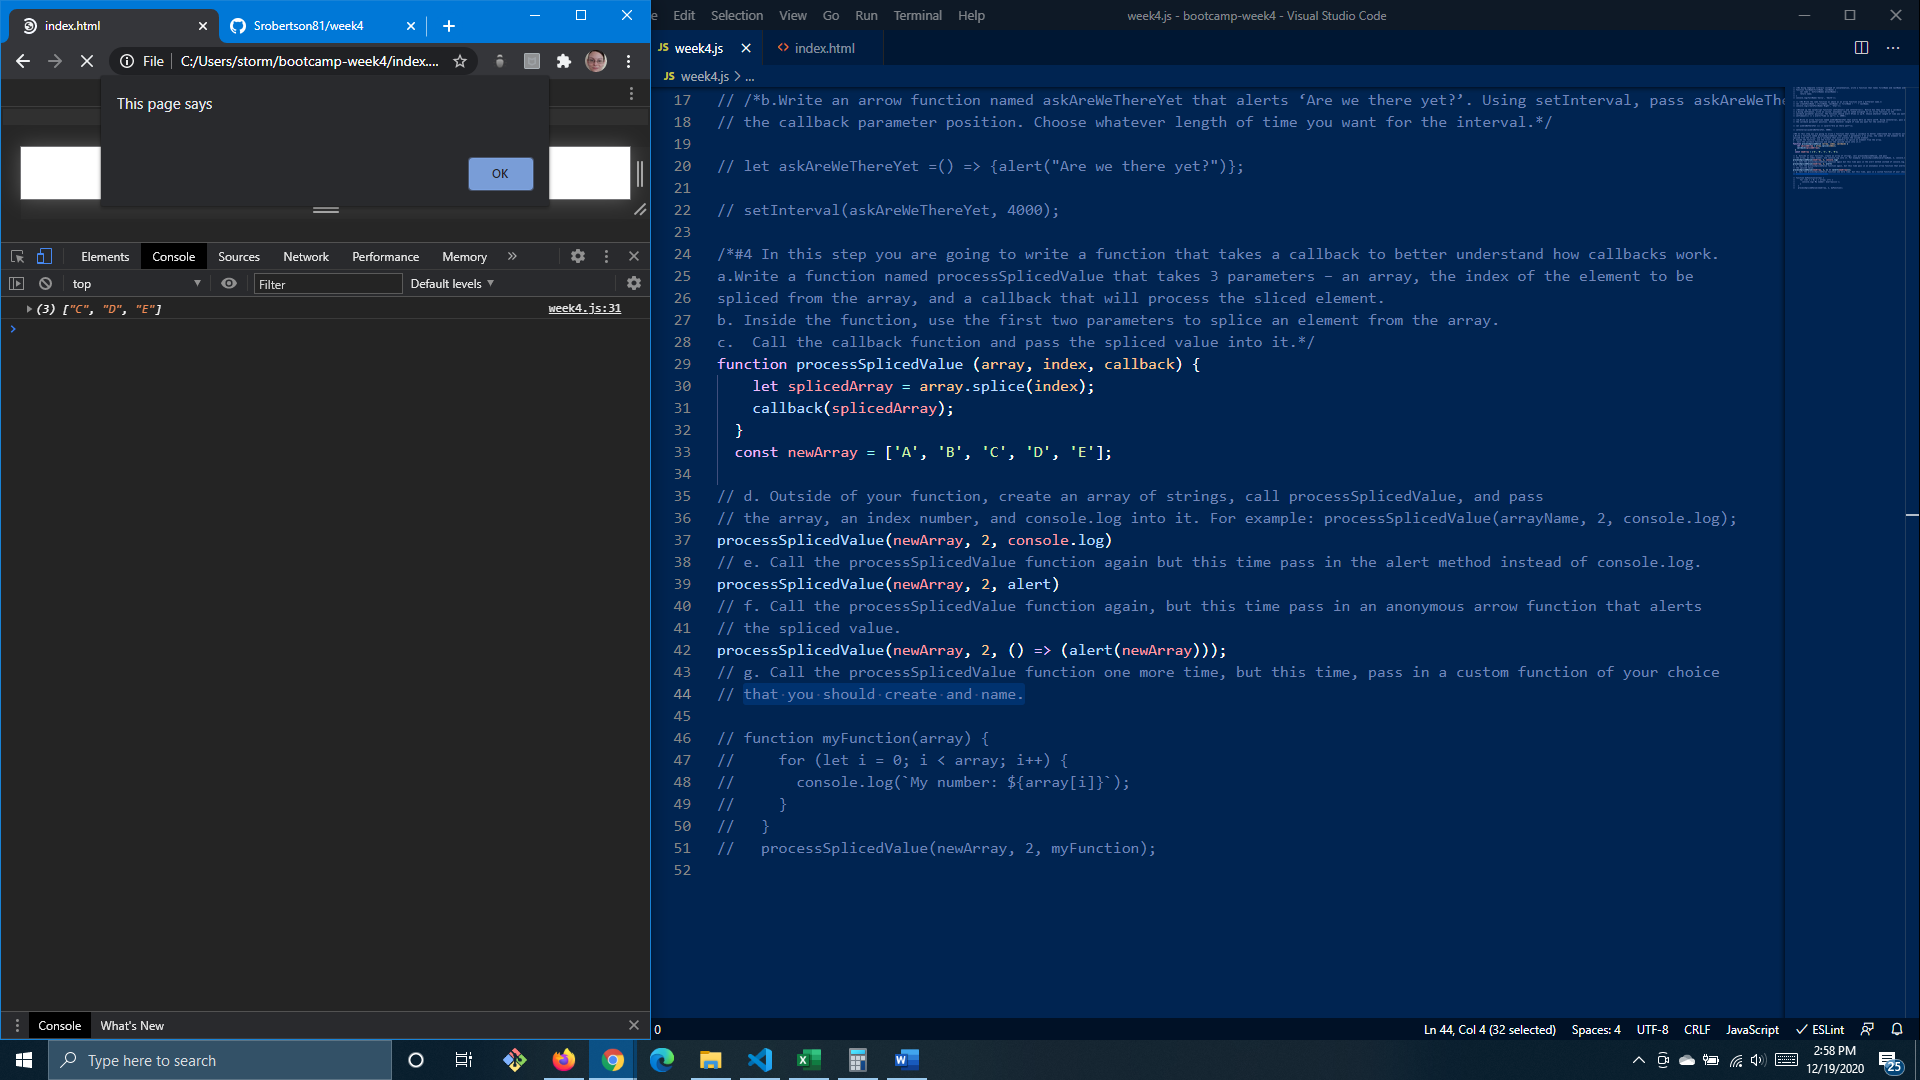 index.html
Srobertson81/week4
File
C:/Users/storm/bootcamp-week4/index....
This page says
OK
Elements
Console
Sources
Network
Performance
Memory
top
Filter
Default levels
(3) ["C", "D", "E"]
week4.js:31
Console
What's New
Edit
Selection
View
Go
Run
Terminal
Help
week4.js - bootcamp-week4 - Visual Studio Code
JS week4.js
index.html
JS week4.js > ...
17 // /*b.Write an arrow function named askAreWeThereYet that alerts ‘Are we there yet?’. Using setInterval, pass askAreWeThe
18 // the callback parameter position. Choose whatever length of time you want for the interval.*/
19
20 // let askAreWeThereYet =() => {alert("Are we there yet?")};
21
22 // setInterval(askAreWeThereYet, 4000);
23
24 /*#4 In this step you are going to write a function that takes a callback to better understand how callbacks work.
25 a.Write a function named processSplicedValue that takes 3 parameters – an array, the index of the element to be
26 spliced from the array, and a callback that will process the sliced element.
27 b. Inside the function, use the first two parameters to splice an element from the array.
28 c.  Call the callback function and pass the spliced value into it.*/
29 function processSplicedValue (array, index, callback) {
30     let splicedArray = array.splice(index);
31     callback(splicedArray);
32   }
33   const newArray = ['A', 'B', 'C', 'D', 'E'];
34
35 // d. Outside of your function, create an array of strings, call processSplicedValue, and pass
36 // the array, an index number, and console.log into it. For example: processSplicedValue(arrayName, 2, console.log);
37 processSplicedValue(newArray, 2, console.log)
38 // e. Call the processSplicedValue function again but this time pass in the alert method instead of console.log.
39 processSplicedValue(newArray, 2, alert)
40 // f. Call the processSplicedValue function again, but this time pass in an anonymous arrow function that alerts
41 // the spliced value.
42 processSplicedValue(newArray, 2, () => (alert(newArray)));
43 // g. Call the processSplicedValue function one more time, but this time, pass in a custom function of your choice
44 // that you should create and name.
45
46 // function myFunction(array) {
47 //     for (let i = 0; i < array; i++) {
48 //       console.log(`My number: ${array[i]}`);
49 //     }
50 //   }
51 //   processSplicedValue(newArray, 2, myFunction);
52
0
Ln 44, Col 4 (32 selected)
Spaces: 4
UTF-8
CRLF
JavaScript
ESLint
Type here to search
2:58 PM
12/19/2020
25